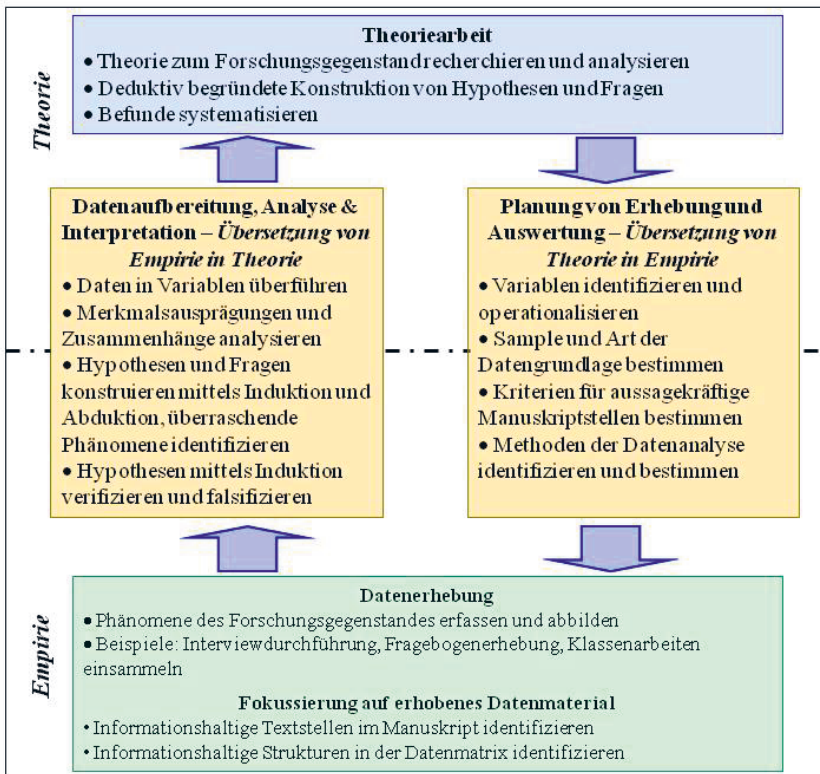 Theorie
Theoriearbeit
• Theorie zum Forschungsgegenstand recherchieren und analysieren
• Deduktiv begründete Konstruktion von Hypothesen und Fragen
• Befunde systematisieren
Datenaufbereitung, Analyse &
Interpretation – Übersetzung von
Empirie in Theorie
• Daten in Variablen überführen
• Merkmalsausprägungen und
Zusammenhänge analysieren
• Hypothesen und Fragen
konstruieren mittels Induktion und
Abduktion, überraschende
Phänomene identifizieren
• Hypothesen mittels Induktion
verifizieren und falsifizieren
Planung von Erhebung und
Auswertung – Übersetzung von
Theorie in Empirie
• Variablen identifizieren und
operationalisieren
• Sample und Art der
Datengrundlage bestimmen
• Kriterien für aussagekräftige
Manuskriptstellen bestimmen
• Methoden der Datenanalyse
identifizieren und bestimmen
Empirie
Datenerhebung
• Phänomene des Forschungsgegenstandes erfassen und abbilden
• Beispiele: Interviewdurchführung, Fragebogenerhebung, Klassenarbeiten
einsammeln
Fokussierung auf erhobenes Datenmaterial
• Informationshaltige Textstellen im Manuskript identifizieren
• Informationshaltige Strukturen in der Datenmatrix identifizieren